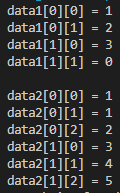 data1[0][0] = 1
data1[0][1] = 2
data1[1][0] = 3
data1[1][1] = 0

data2[0][0] = 1
data2[0][1] = 1
data2[0][2] = 2
data2[1][0] = 3
data2[1][1] = 4
data2[1][2] = 5